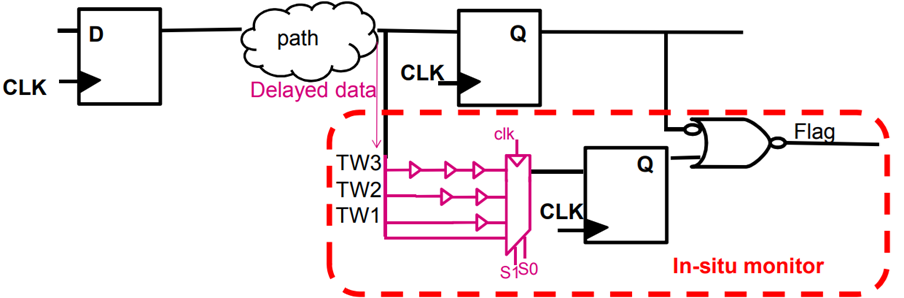 D
path
Q
CLK
CLK
Delayed data
clk
Flag
TW3
Q
TW2
TW1
CLK
S1
S0
In-situ monitor